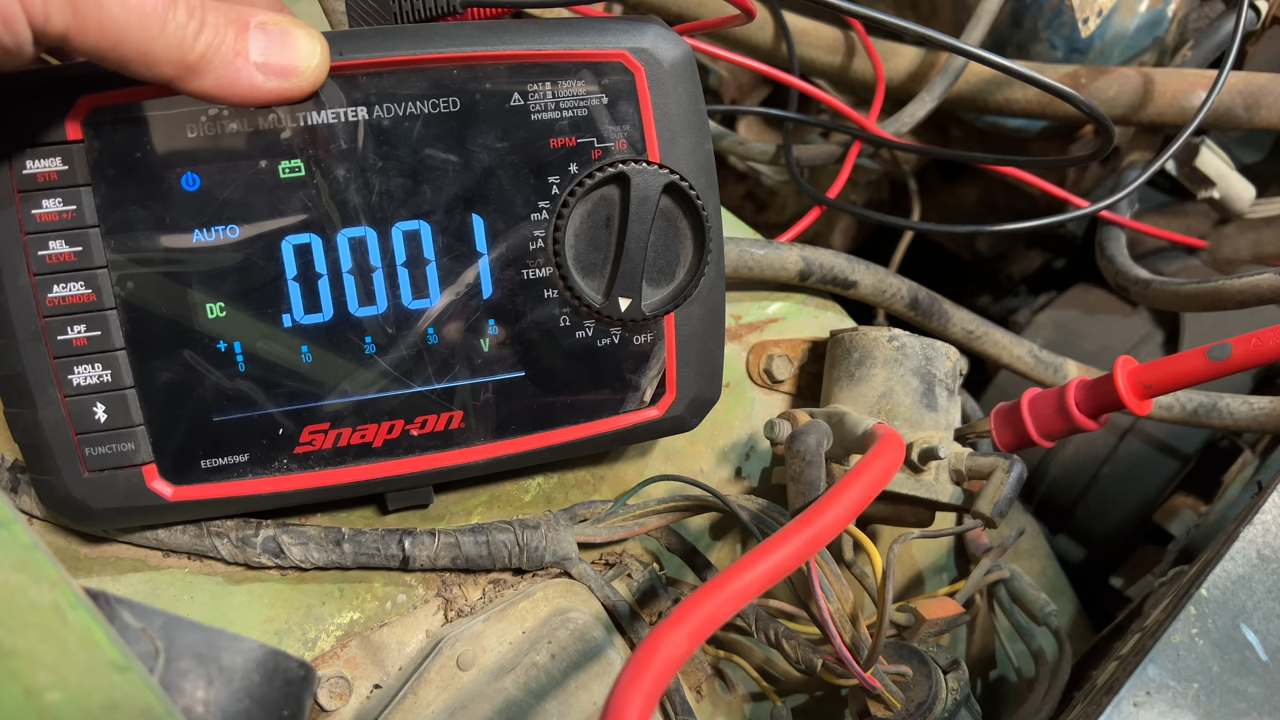 DIGITAL MULTIMETER ADVANCED
CAT III 750Vac
CAT III 1000Vdc
CAT IV 600Vac/dc
HYBRID RATED
RANGE
STR
REC
TRIG +/-
REL
LEVEL
AC/DC
CYLINDER
LPF
NR
HOLD
PEAK-H
FUNCTION
AUTO
DC
.0001
+
0 10 20 30 40
V
RPM
IP
IG
PULSE
DUTY
A
mA
µA
°C/°F
TEMP
Hz
Ω
mV
LPF V
OFF
Snap-on
EEDM596F